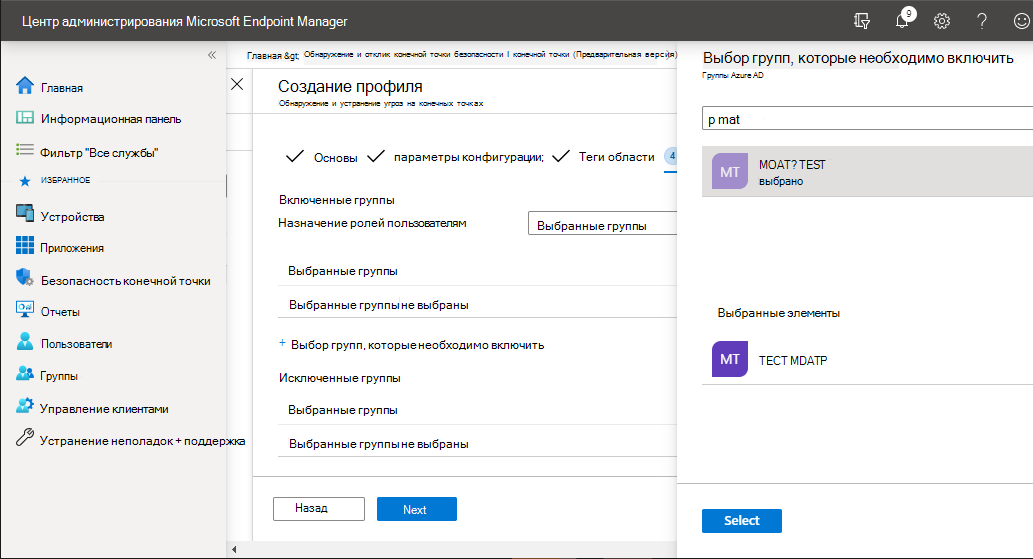 Центр администрирования Microsoft Endpoint Manager
9
«
Главная
Информационная панель
Фильтр "Все службы"
ИЗБРАННОЕ
Устройства
Приложения
Безопасность конечной точки
Отчеты
Пользователи
Группы
Управление клиентами
Устранение неполадок + поддержка
Главная &gt; Обнаружение и отклик конечной точки безопасности I конечной точки (Предварительная версия)
Создание профиля
Обнаружение и устранение угроз на конечных точках
Основы параметры конфигурации; Теги области 4
Включенные группы
Назначение ролей пользователям Выбранные группы
Выбранные группы
Выбранные группы не выбраны
+ Выбор групп, которые необходимо включить
Исключенные группы
Выбранные группы
Выбранные группы не выбраны
Назад Next
Выбор групп, которые необходимо включить
Группы Azure AD
p mat
MT MOAT? TEST
выбрано
Выбранные элементы
MT ТЕСТ MDATP
Select